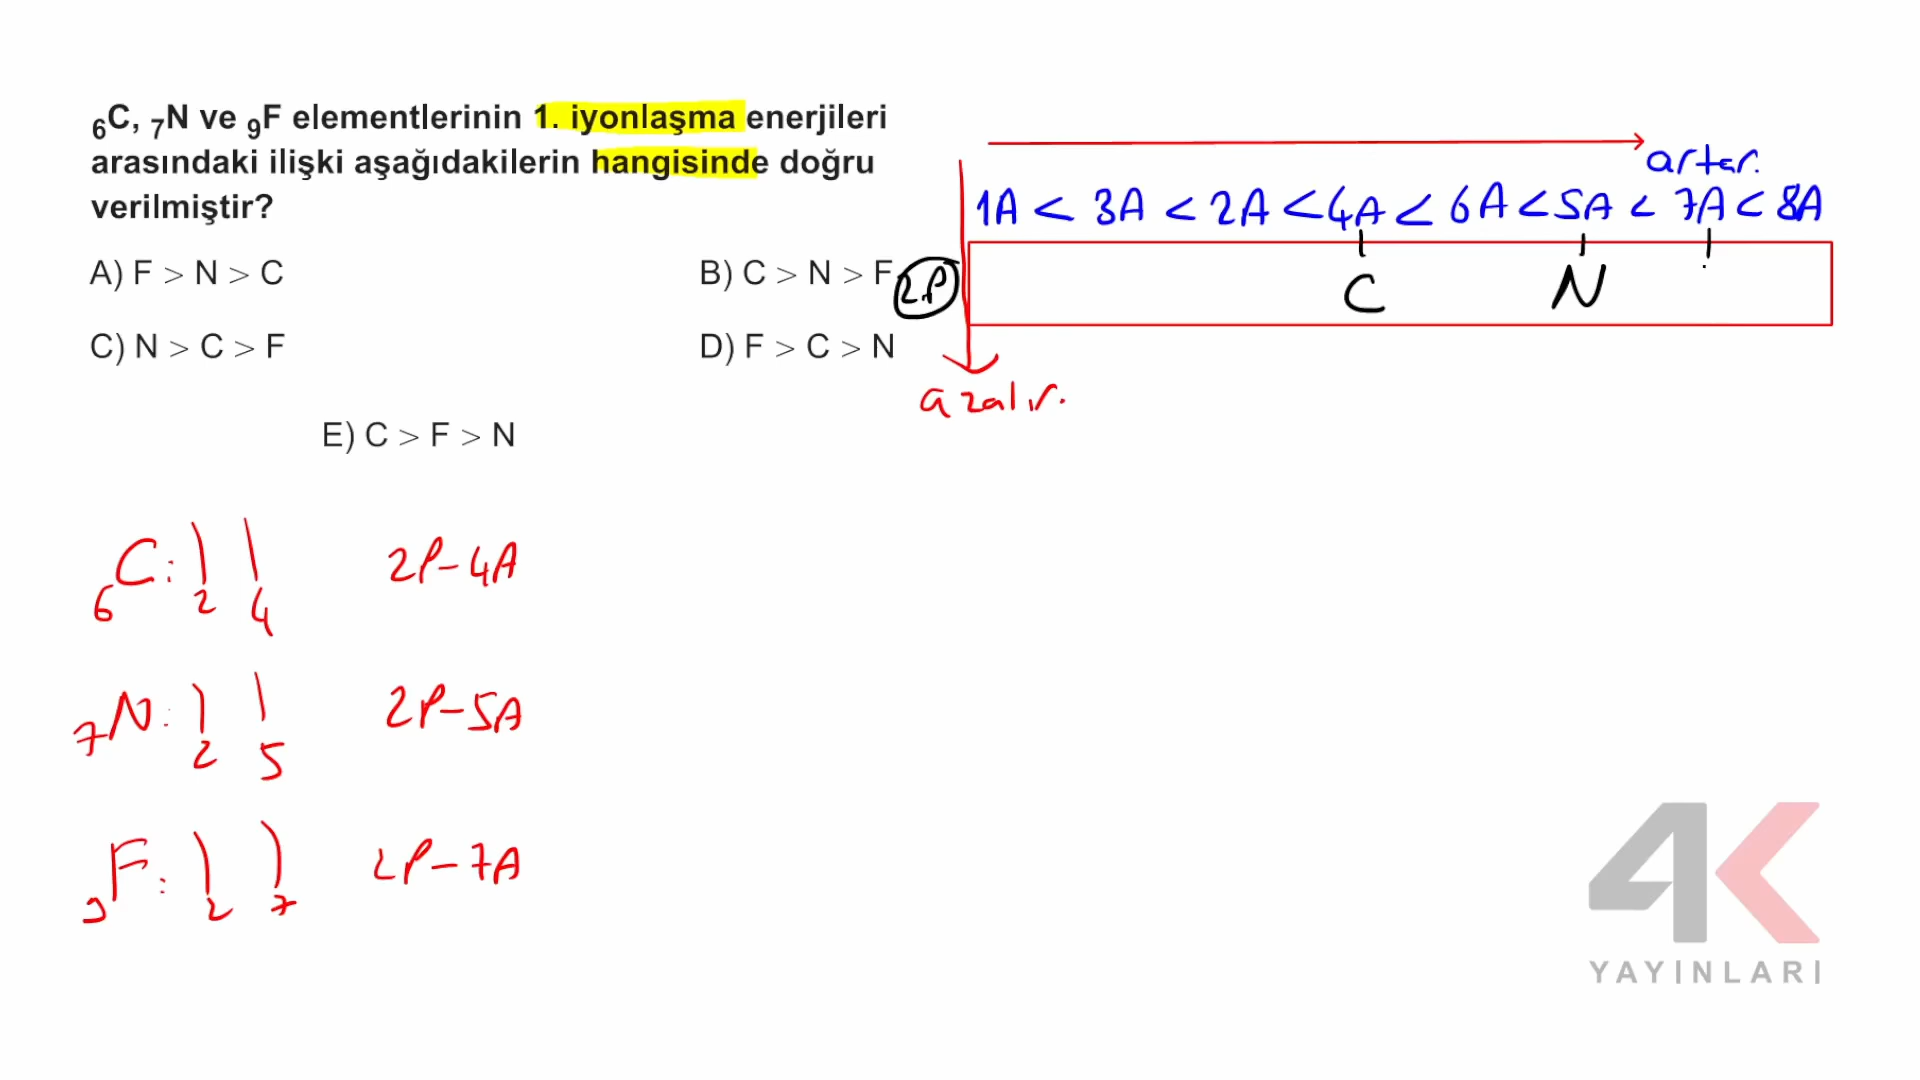 ₆C, ₇N ve ₉F elementlerinin 1. iyonlaşma enerjileri
arasındaki ilişki aşağıdakilerin hangisinde doğru
verilmiştir?
A) F > N > C
B) C > N > F
C) N > C > F
D) F > C > N
E) C > F > N
artar.
1A < 3A < 2A < 4A < 6A < 5A < 7A < 8A
2P
C N
azalır.
₆C: 2 4 2P-4A
₇N: 2 5 2P-5A
₉F: 2 7 2P-7A
4K
YAYINLARI